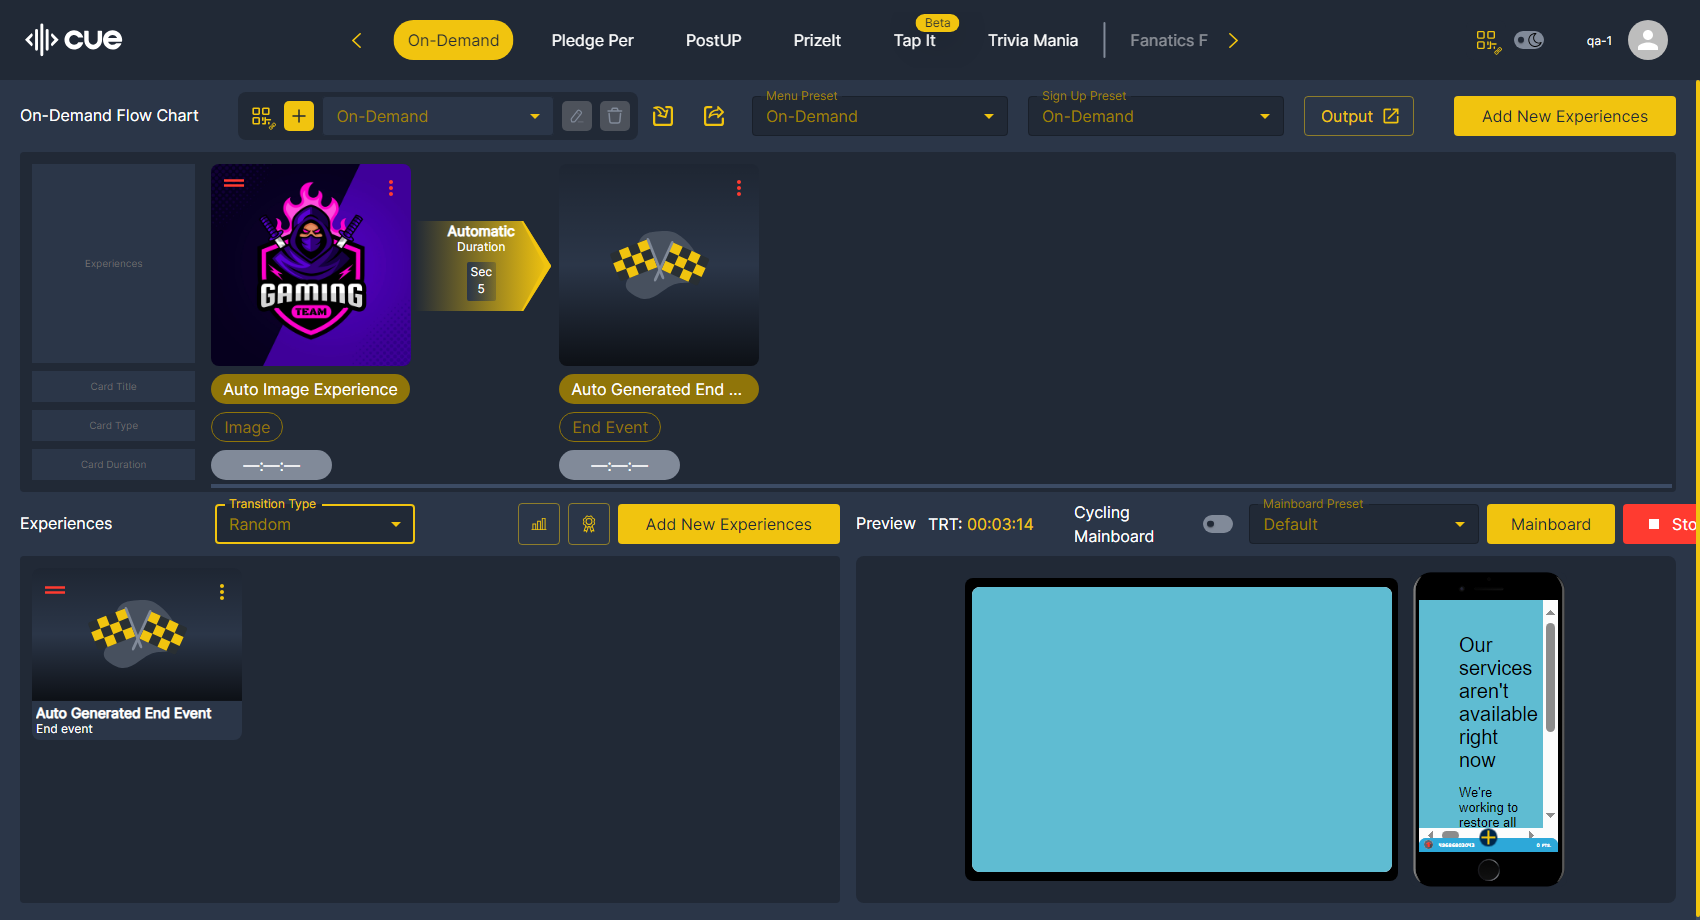 cue
On-Demand
Pledge Per
PostUP
PrizeIt
Beta
Tap It
Trivia Mania
Fanatics F
qa-1
On-Demand Flow Chart
On-Demand
Menu Preset
On-Demand
Sign Up Preset
On-Demand
Output
Add New Experiences
Experiences
Card Title
Card Type
Card Duration
GAMING
TEAM
Automatic
Duration
Sec
5
Auto Image Experience
Image
—:—:—
Auto Generated End ...
End Event
—:—:—
Experiences
Transition Type
Random
Add New Experiences
Preview
TRT: 00:03:14
Cycling
Mainboard
Mainboard Preset
Default
Mainboard
Sto
Auto Generated End Event
End event
Our
services
aren't
available
right
now
We're
working to
restore all
0 PTS.